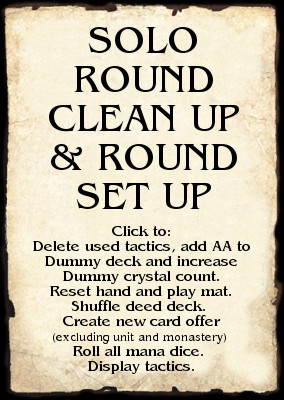 SOLO
ROUND
CLEAN UP
& ROUND
SET UP
Click to:
Delete used tactics, add AA to
Dummy deck and increase
Dummy crystal count.
Reset hand and play mat.
Shuffle deed deck.
Create new card offer
(excluding unit and monastery)
Roll all mana dice.
Display tactics.